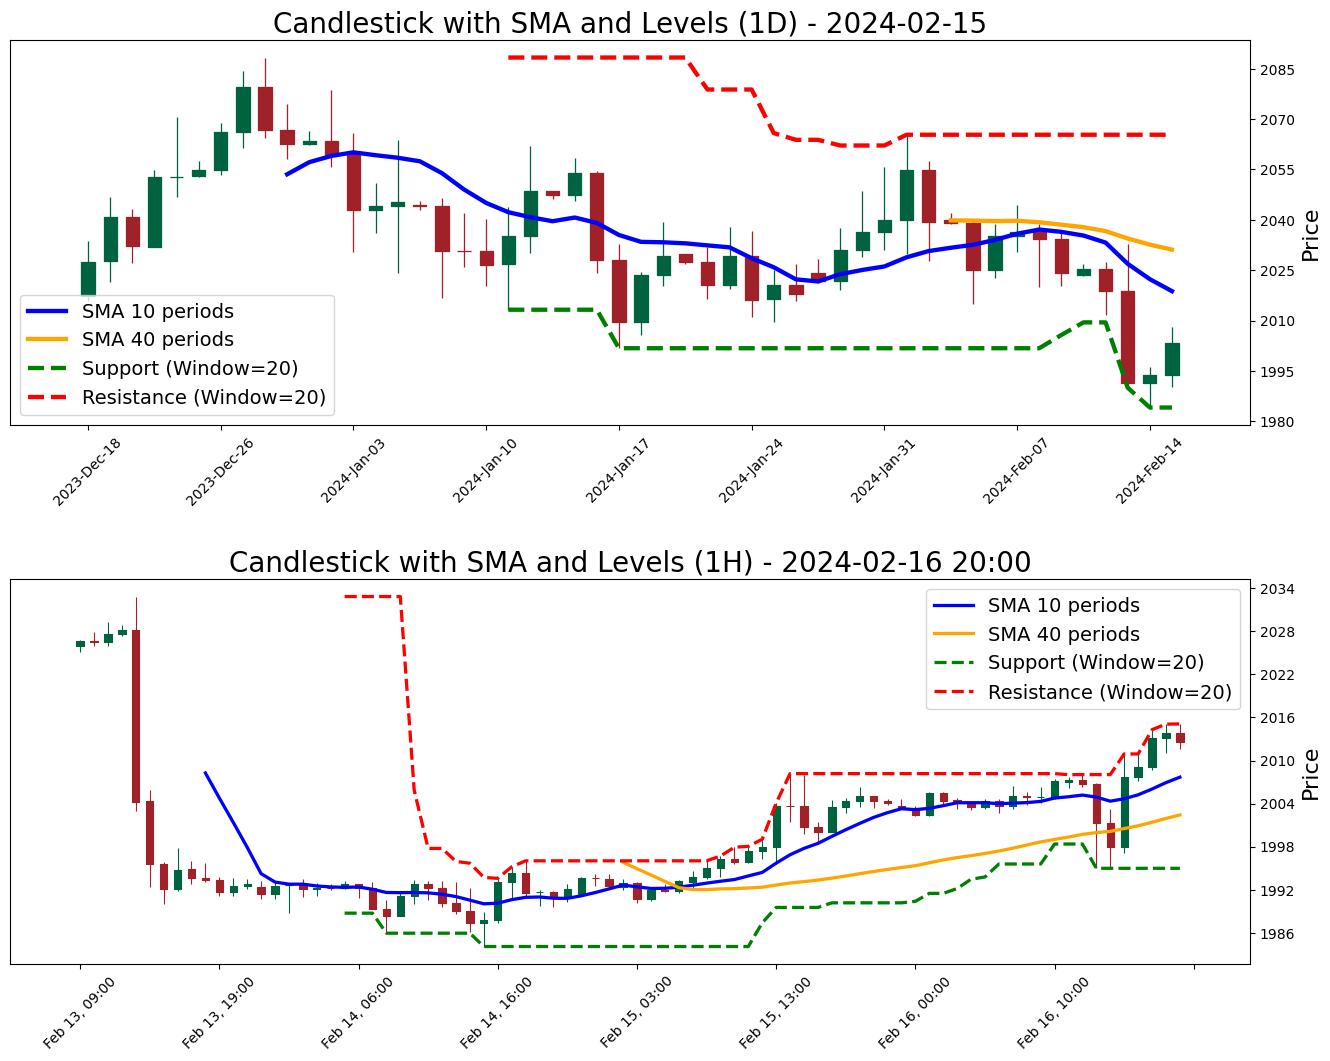 Candlestick with SMA and Levels (1D) - 2024-02-15
2085
2070
2055
2040
2025
2010
1995
1980
Price
SMA 10 periods
SMA 40 periods
Support (Window=20)
Resistance (Window=20)
2023-Dec-18
2023-Dec-26
2024-Jan-03
2024-Jan-10
2024-Jan-17
2024-Jan-24
2024-Jan-31
2024-Feb-07
2024-Feb-14
Candlestick with SMA and Levels (1H) - 2024-02-16 20:00
SMA 10 periods
SMA 40 periods
Support (Window=20)
Resistance (Window=20)
2034
2028
2022
2016
2010
2004
1998
1992
1986
Price
Feb 13, 09:00
Feb 13, 19:00
Feb 14, 06:00
Feb 14, 16:00
Feb 15, 03:00
Feb 15, 13:00
Feb 16, 00:00
Feb 16, 10:00